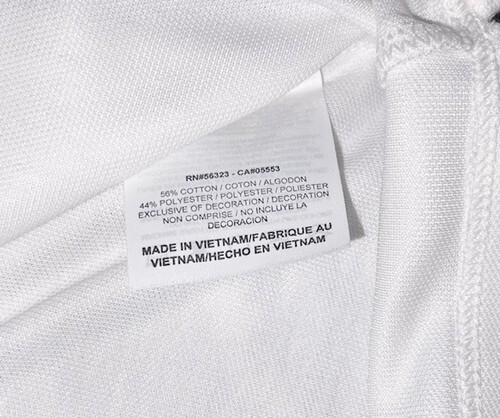 RN#56323 - CA#05553
56% COTTON / COTON / ALGODON
44% POLYESTER / POLYESTER / POLIESTER
EXCLUSIVE OF DECORATION / DECORATION
NON COMPRISE / NO INCLUYE LA
DECORACION
MADE IN VIETNAM/FABRIQUE AU
VIETNAM/HECHO EN VIETNAM